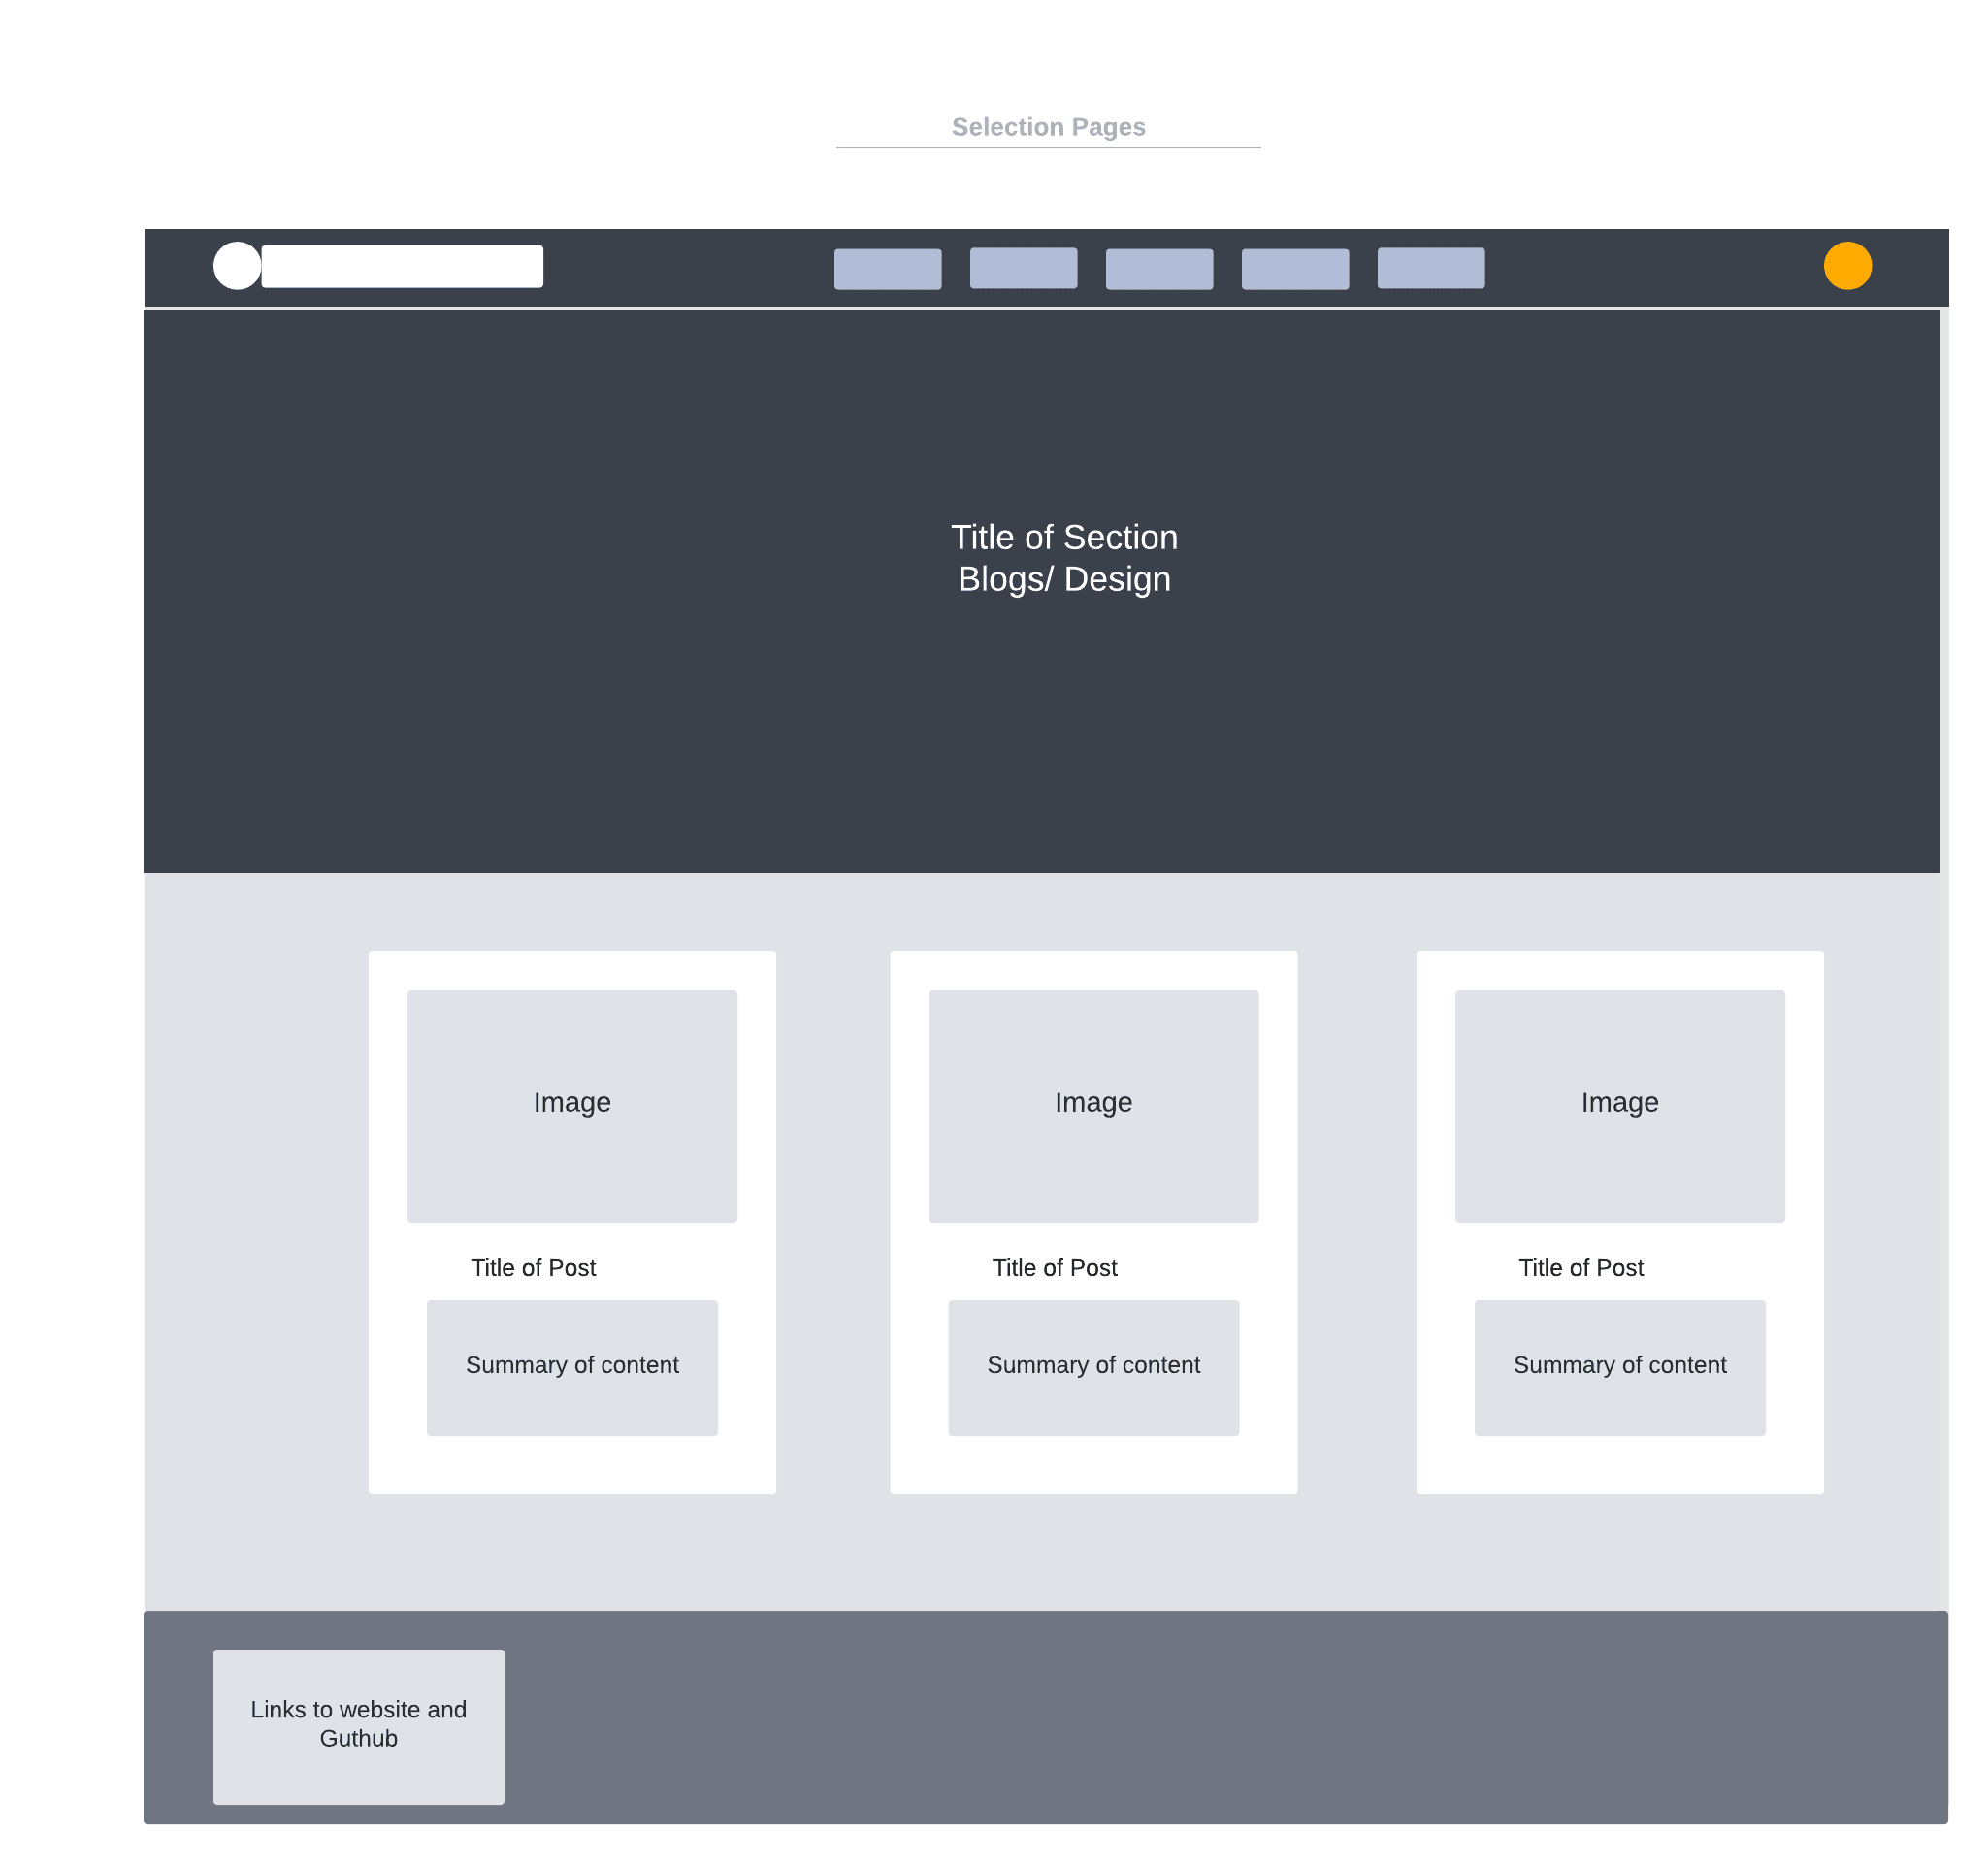 Selection Pages
Title of Section
Blogs/ Design
Image
Image
Image
Title of Post
Title of Post
Title of Post
Summary of content
Summary of content
Summary of content
Links to website and
Guthub